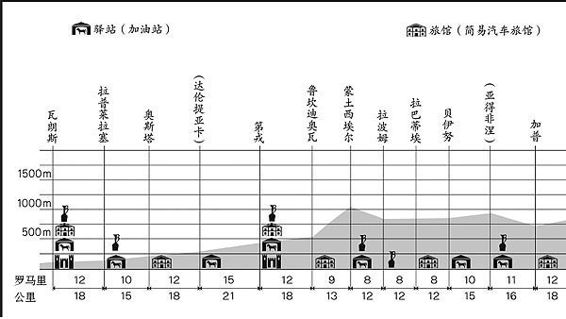 驿站（加油站）
旅馆（简易汽车旅馆）
瓦朗斯
拉普莱拉塞
奥斯塔
（达伦提亚卡）
第戎
鲁坎迪奥瓦
蒙土西埃尔
拉波姆
拉巴蒂埃
贝伊努
（亚得非涅）
加普
1500m
1000m
500m
罗马里 12 10 12 15 12 9 8 8 8 10 11 12
公里 18 15 18 21 18 13 12 12 12 15 16 18